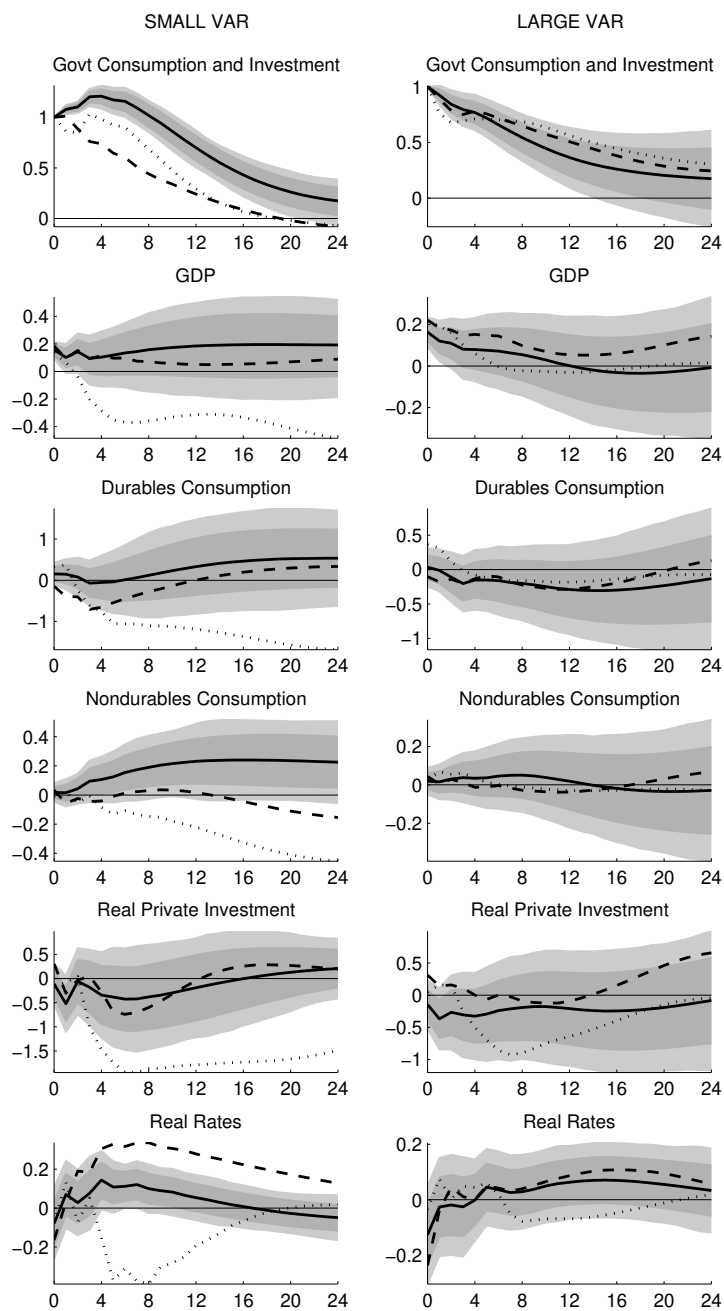 SMALL VAR LARGE VAR
Govt Consumption and Investment Govt Consumption and Investment
1 1
0.5 0.5
0 0
0 4 8 12 16 20 24 0 4 8 12 16 20 24
GDP GDP
0.4 0.2
0.2 0
0 −0.2
−0.2
−0.4
0 4 8 12 16 20 24 0 4 8 12 16 20 24
Durables Consumption Durables Consumption
1 0.5
0 0
−1 −0.5
−1
0 4 8 12 16 20 24 0 4 8 12 16 20 24
Nondurables Consumption Nondurables Consumption
0.4 0.2
0.2 0
0 −0.2
−0.2
−0.4
0 4 8 12 16 20 24 0 4 8 12 16 20 24
Real Private Investment Real Private Investment
0.5 0.5
0 0
−0.5 −0.5
−1 −1
−1.5
0 4 8 12 16 20 24 0 4 8 12 16 20 24
Real Rates Real Rates
0.2 0.2
0 0
−0.2 −0.2
0 4 8 12 16 20 24 0 4 8 12 16 20 24